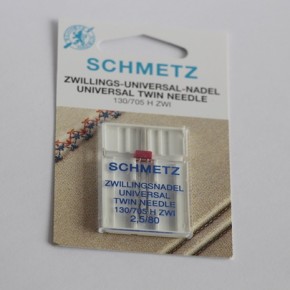 SCHMETZ
ZWILLINGS-UNIVERSAL-NADEL
UNIVERSAL TWIN NEEDLE
130/705 H ZWI
SCHMETZ
ZWILLINGSNADEL
UNIVERSAL
TWIN NEEDLE
130/705 H ZWI
2,5/80